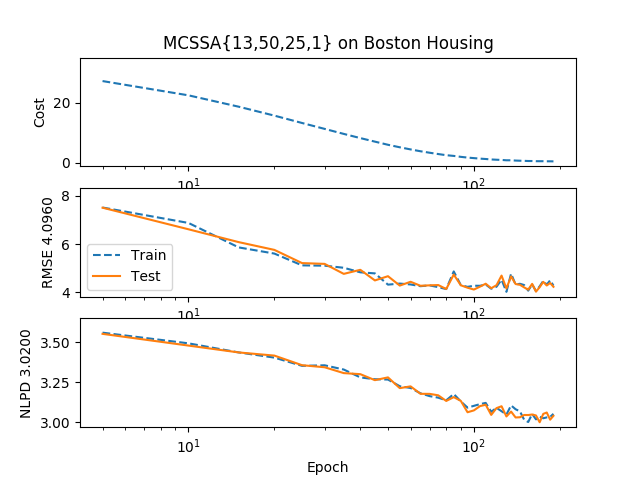 MCSSA{13,50,25,1} on Boston Housing
Cost
20
0
10¹
10²
RMSE 4.0960
8
6
4
Train
Test
10¹
10²
NLPD 3.0200
3.50
3.25
3.00
10¹
10²
Epoch